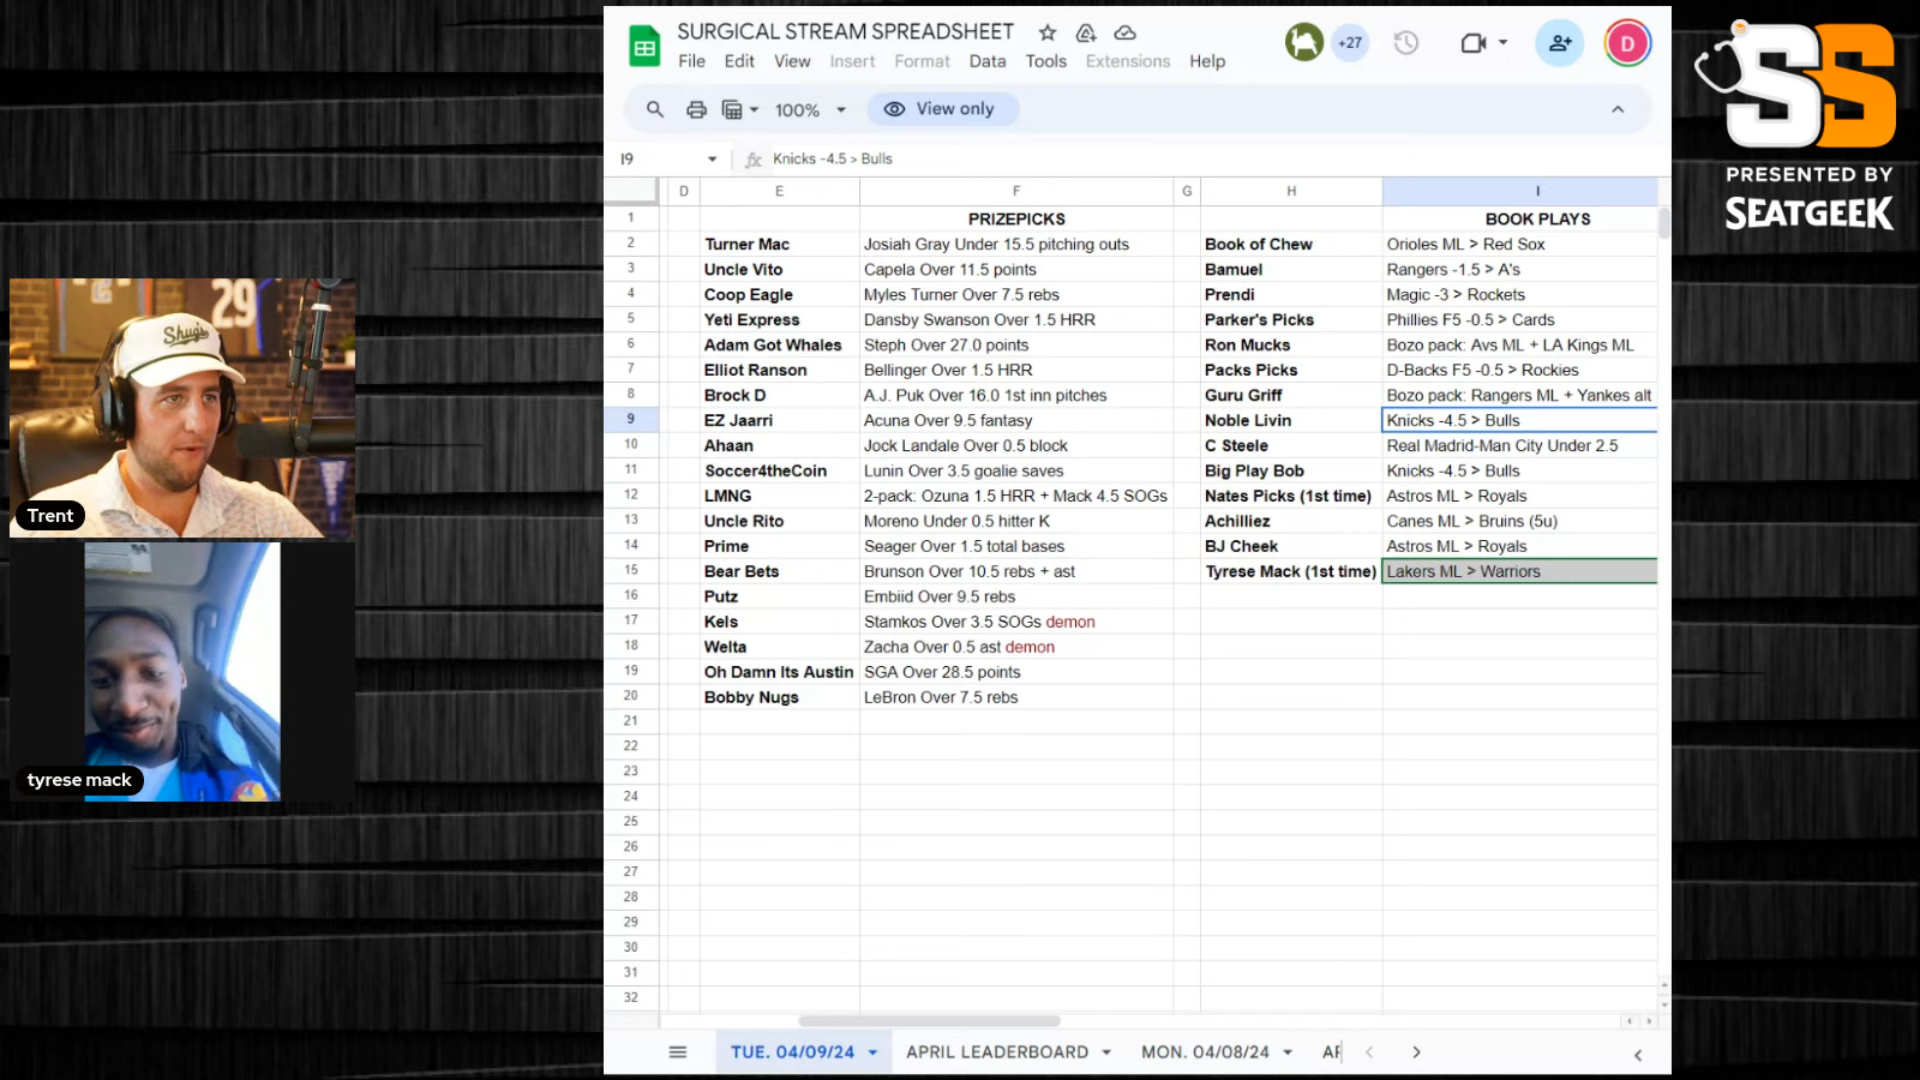 SURGICAL STREAM SPREADSHEET
+27
D
File Edit View Insert Format Data Tools Extensions Help
100% View only
I9 fx Knicks -4.5 > Bulls
D E F G H I
1 PRIZEPICKS BOOK PLAYS
2 Turner Mac Josiah Gray Under 15.5 pitching outs Book of Chew Orioles ML > Red Sox
3 Uncle Vito Capela Over 11.5 points Bamuel Rangers -1.5 > A's
4 Coop Eagle Myles Turner Over 7.5 rebs Prendi Magic -3 > Rockets
5 Yeti Express Dansby Swanson Over 1.5 HRR Parker's Picks Phillies F5 -0.5 > Cards
6 Adam Got Whales Steph Over 27.0 points Ron Mucks Bozo pack: Avs ML + LA Kings ML
7 Elliot Ranson Bellinger Over 1.5 HRR Packs Picks D-Backs F5 -0.5 > Rockies
8 Brock D A.J. Puk Over 16.0 1st inn pitches Guru Griff Bozo pack: Rangers ML + Yankes alt
9 EZ Jaarri Acuna Over 9.5 fantasy Noble Livin Knicks -4.5 > Bulls
10 Ahaan Jock Landale Over 0.5 block C Steele Real Madrid-Man City Under 2.5
11 Soccer4theCoin Lunin Over 3.5 goalie saves Big Play Bob Knicks -4.5 > Bulls
12 LMNG 2-pack: Ozuna 1.5 HRR + Mack 4.5 SOGs Nates Picks (1st time) Astros ML > Royals
13 Uncle Rito Moreno Under 0.5 hitter K Achilliez Canes ML > Bruins (5u)
14 Prime Seager Over 1.5 total bases BJ Cheek Astros ML > Royals
15 Bear Bets Brunson Over 10.5 rebs + ast Tyrese Mack (1st time) Lakers ML > Warriors
16 Putz Embiid Over 9.5 rebs
17 Kels Stamkos Over 3.5 SOGs demon
18 Welta Zacha Over 0.5 ast demon
19 Oh Damn Its Austin SGA Over 28.5 points
20 Bobby Nugs LeBron Over 7.5 rebs
21
22
23
24
25
26
27
28
29
30
31
32
TUE. 04/09/24 APRIL LEADERBOARD MON. 04/08/24
SS
PRESENTED BY
SEATGEEK
29
Shug's
Trent
tyrese mack